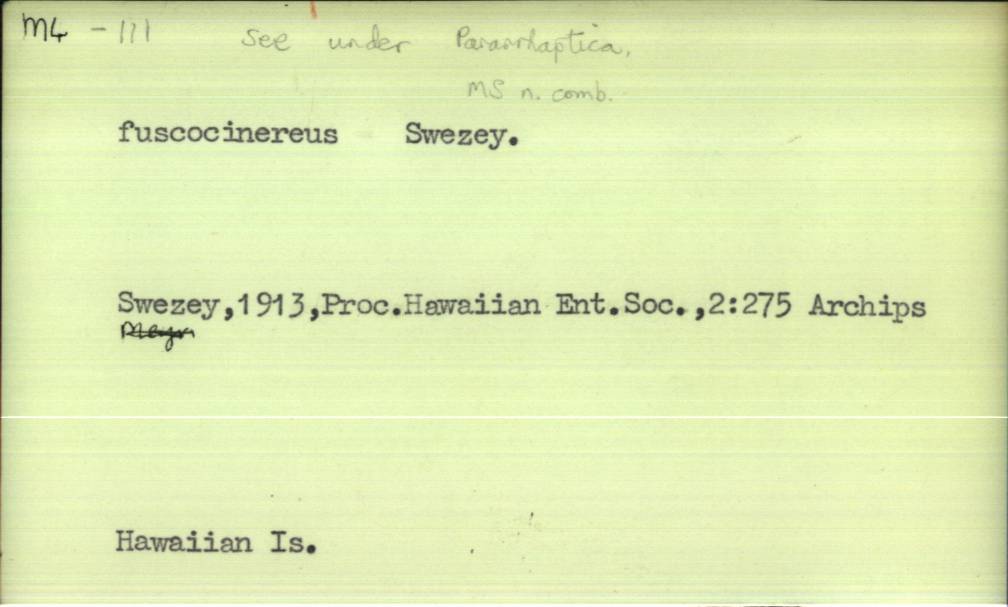 M4 - 111 see under Pararrhaptica.
MS n. comb.
fuscocinereus Swezey.
Swezey,1913,Proc.Hawaiian Ent.Soc.,2:275 Archips
Meyr
Hawaiian Is.